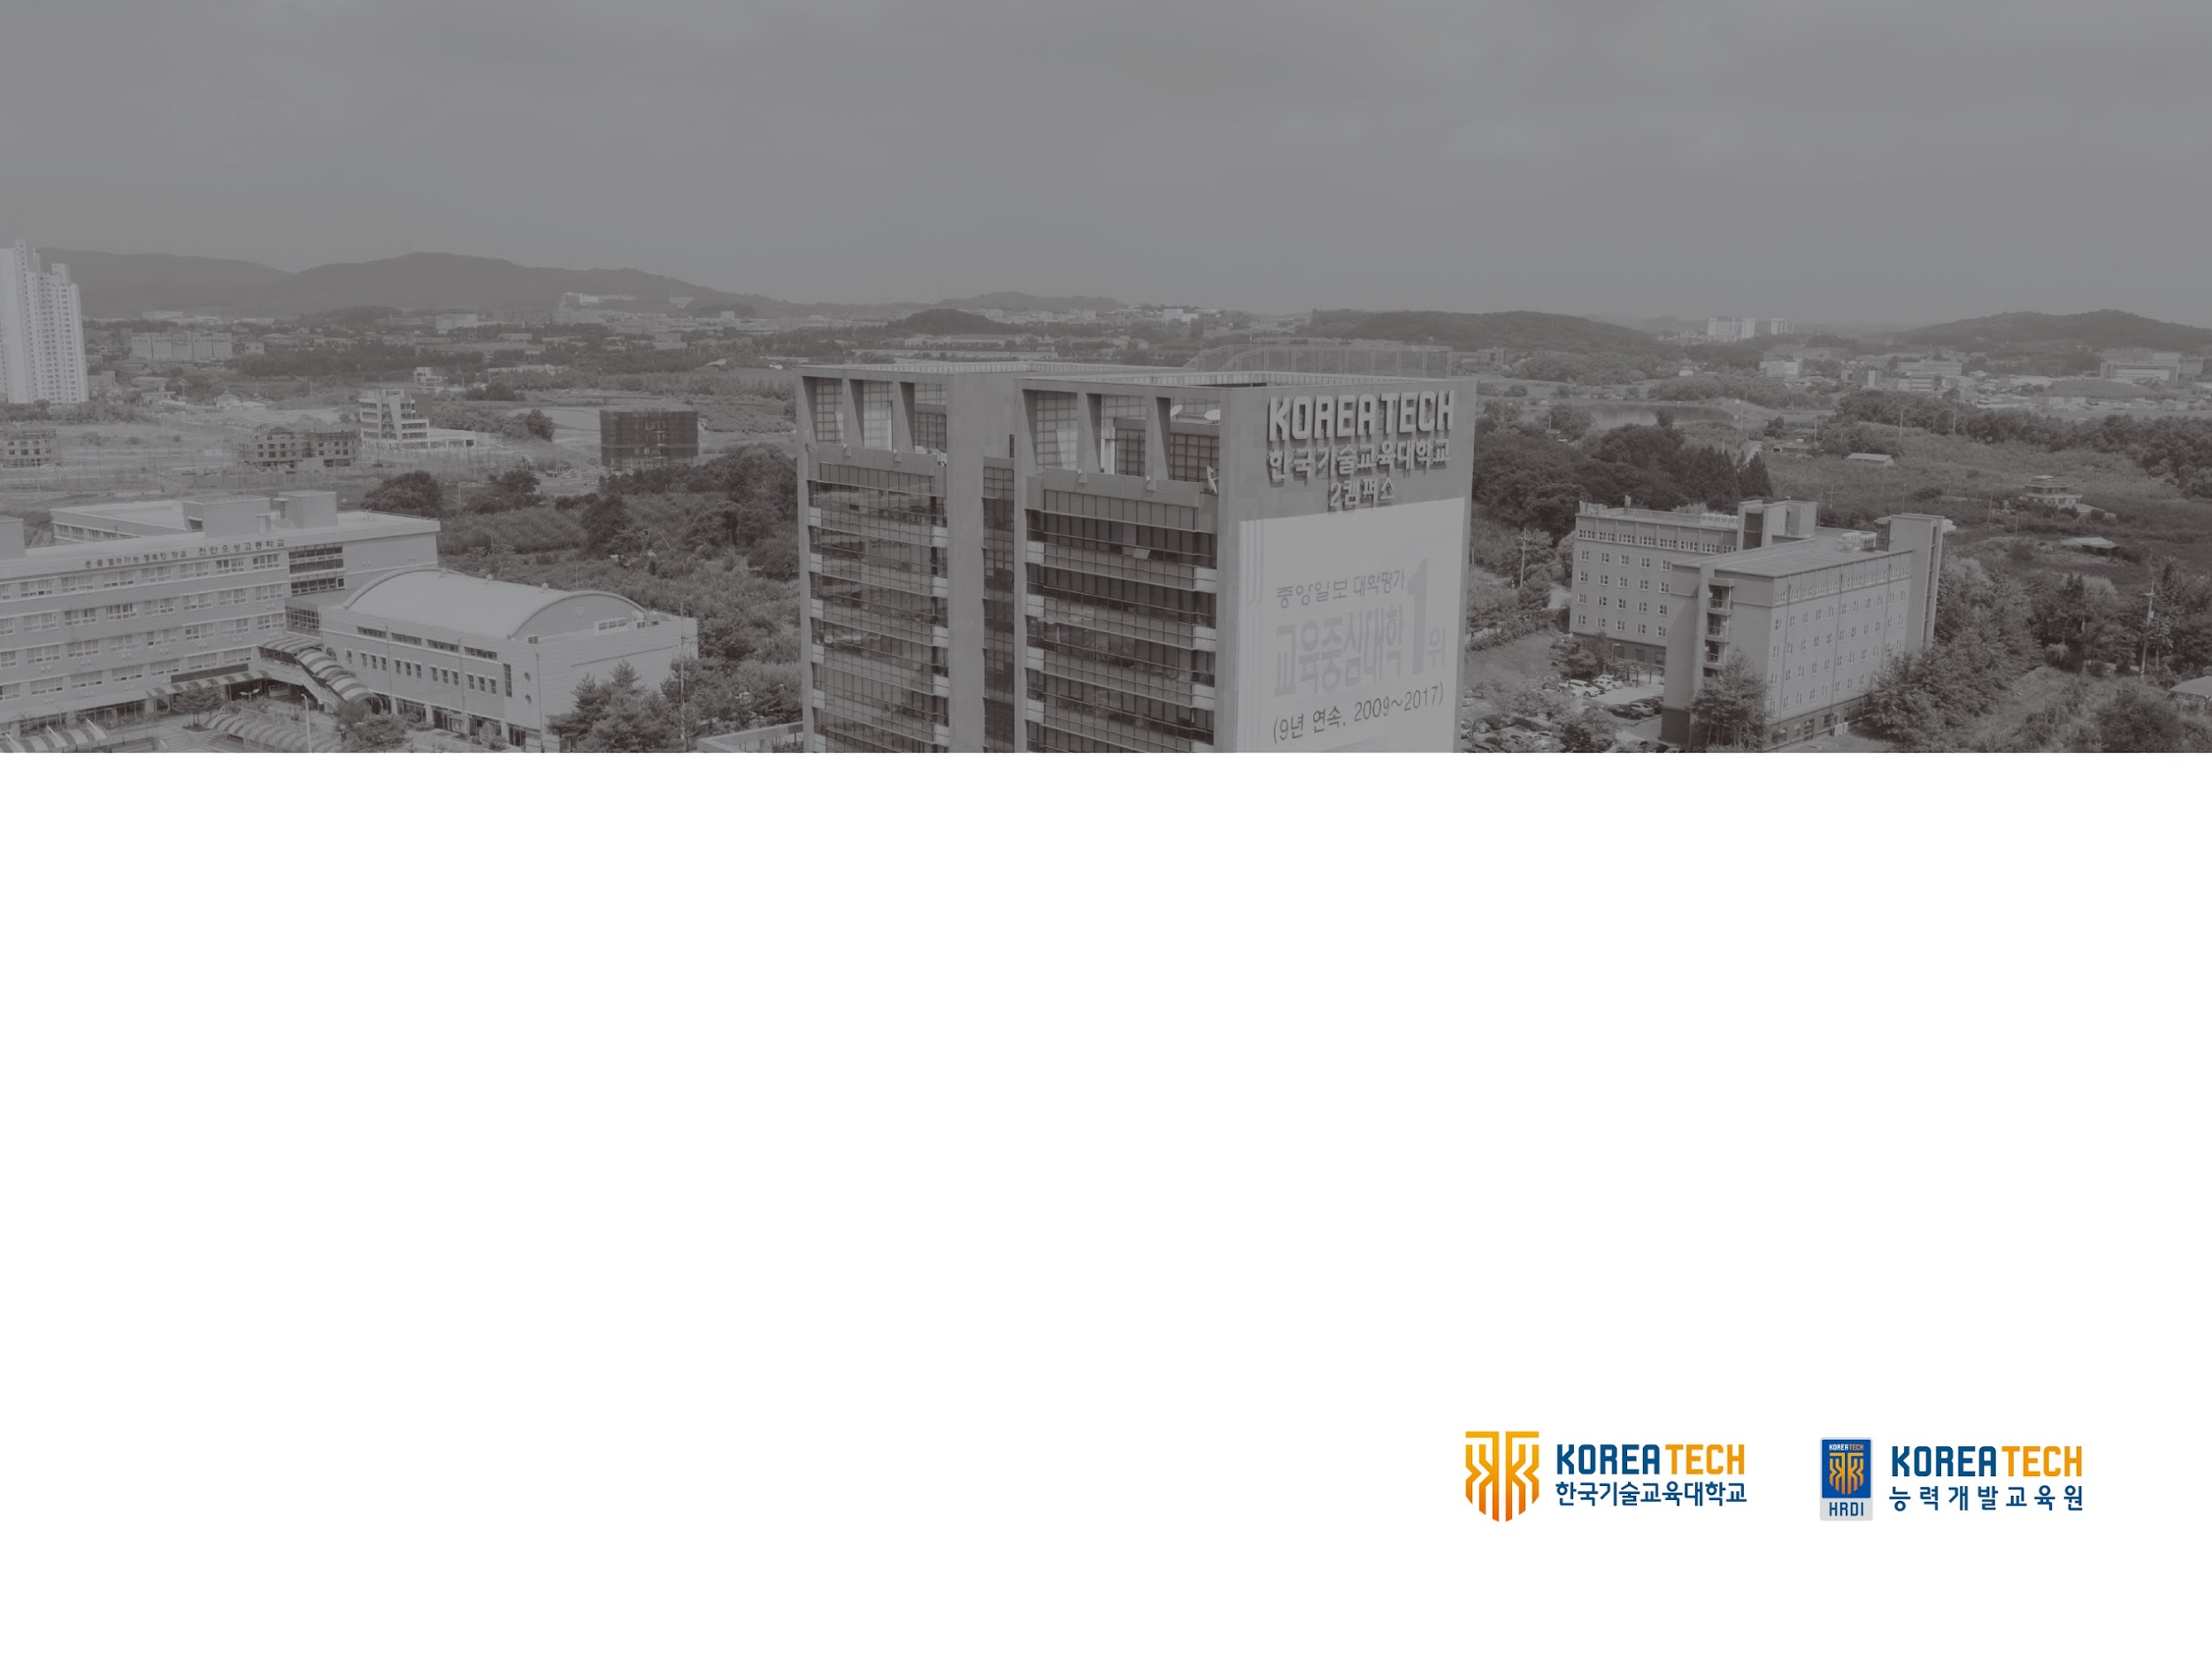 KOREATECH
한국기술교육대학교
2캠퍼스
중앙일보 대학평가
교육중심대학 1위
(9년 연속, 2009~2017)
KOREATECH
한국기술교육대학교
KOREATECH
HRDI
KOREATECH
능력개발교육원